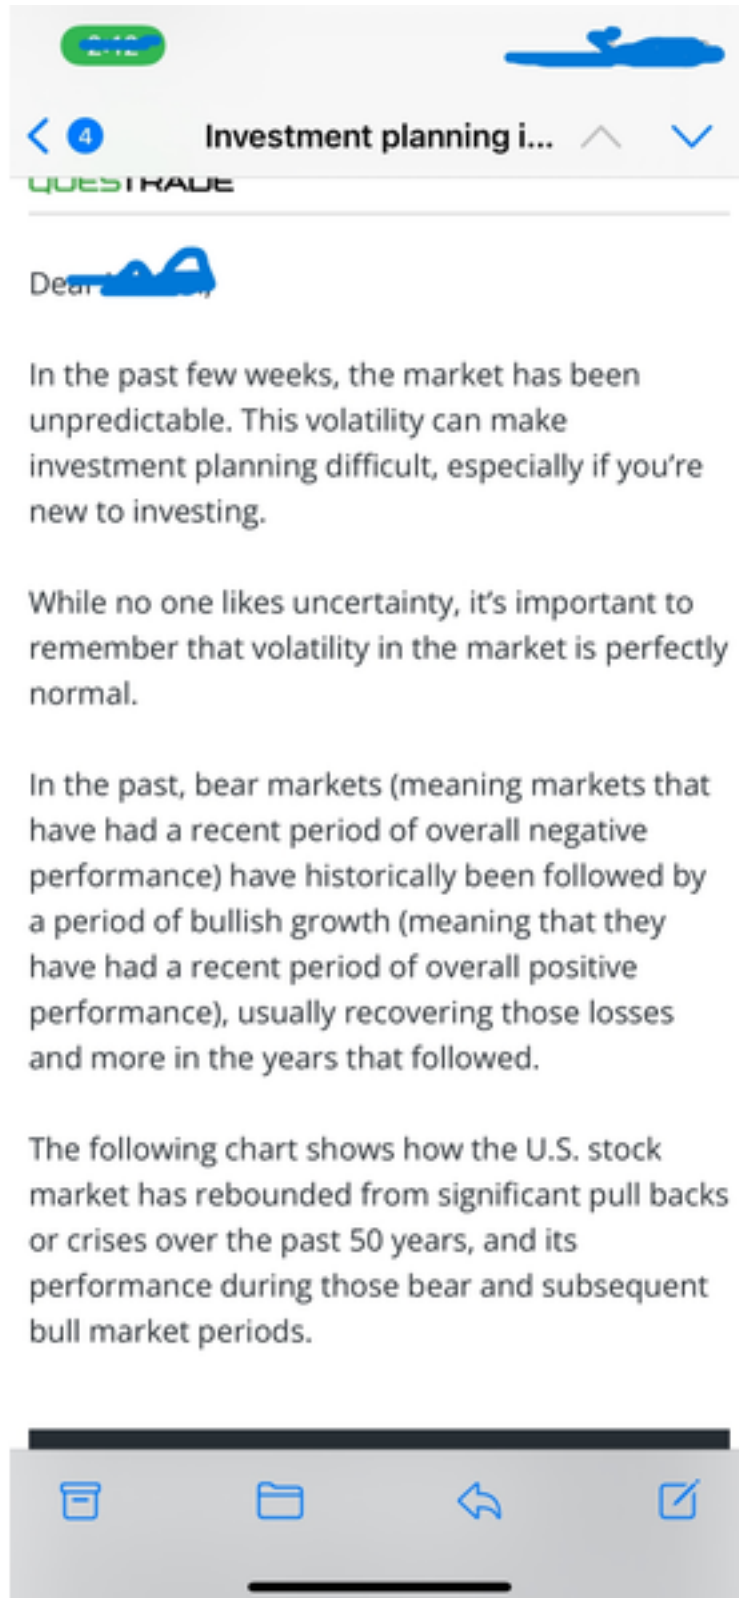 4
Investment planning i...
QUESTRADE
Dear
In the past few weeks, the market has been
unpredictable. This volatility can make
investment planning difficult, especially if you’re
new to investing.
While no one likes uncertainty, it’s important to
remember that volatility in the market is perfectly
normal.
In the past, bear markets (meaning markets that
have had a recent period of overall negative
performance) have historically been followed by
a period of bullish growth (meaning that they
have had a recent period of overall positive
performance), usually recovering those losses
and more in the years that followed.
The following chart shows how the U.S. stock
market has rebounded from significant pull backs
or crises over the past 50 years, and its
performance during those bear and subsequent
bull market periods.